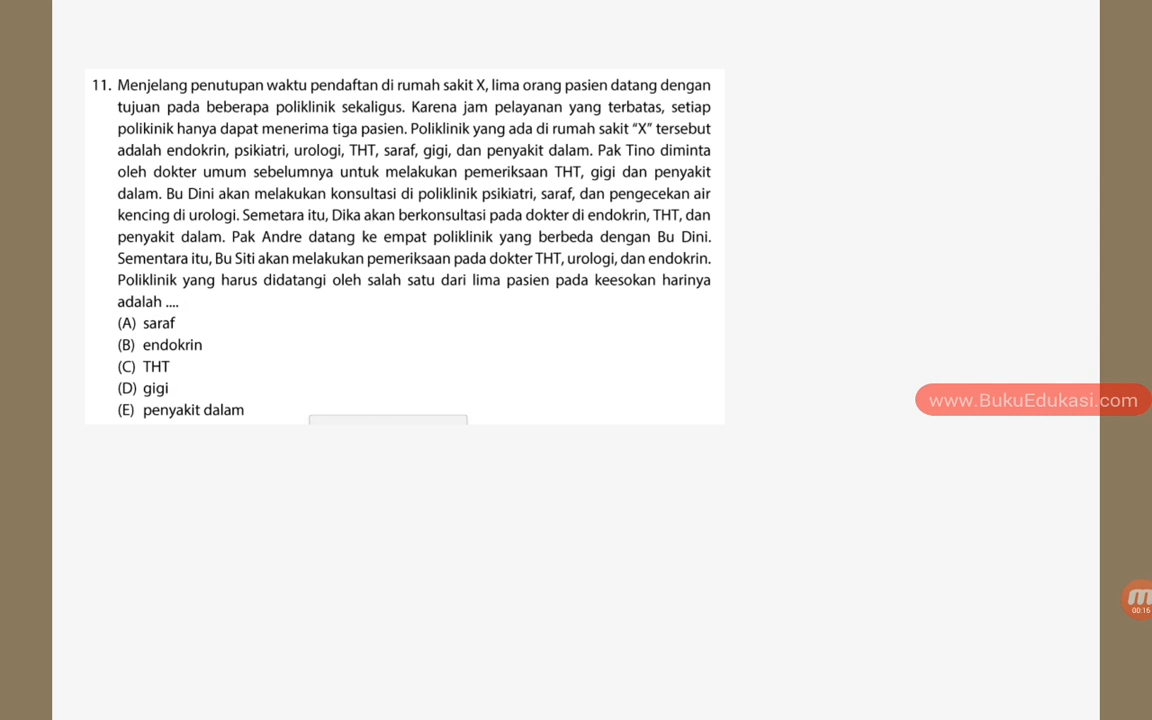 11. Menjelang penutupan waktu pendaftan di rumah sakit X, lima orang pasien datang dengan
tujuan pada beberapa poliklinik sekaligus. Karena jam pelayanan yang terbatas, setiap
polikinik hanya dapat menerima tiga pasien. Poliklinik yang ada di rumah sakit “X” tersebut
adalah endokrin, psikiatri, urologi, THT, saraf, gigi, dan penyakit dalam. Pak Tino diminta
oleh dokter umum sebelumnya untuk melakukan pemeriksaan THT, gigi dan penyakit
dalam. Bu Dini akan melakukan konsultasi di poliklinik psikiatri, saraf, dan pengecekan air
kencing di urologi. Semetara itu, Dika akan berkonsultasi pada dokter di endokrin, THT, dan
penyakit dalam. Pak Andre datang ke empat poliklinik yang berbeda dengan Bu Dini.
Sementara itu, Bu Siti akan melakukan pemeriksaan pada dokter THT, urologi, dan endokrin.
Poliklinik yang harus didatangi oleh salah satu dari lima pasien pada keesokan harinya
adalah ....
(A) saraf
(B) endokrin
(C) THT
(D) gigi
(E) penyakit dalam
www.BukuEdukasi.com
00:16